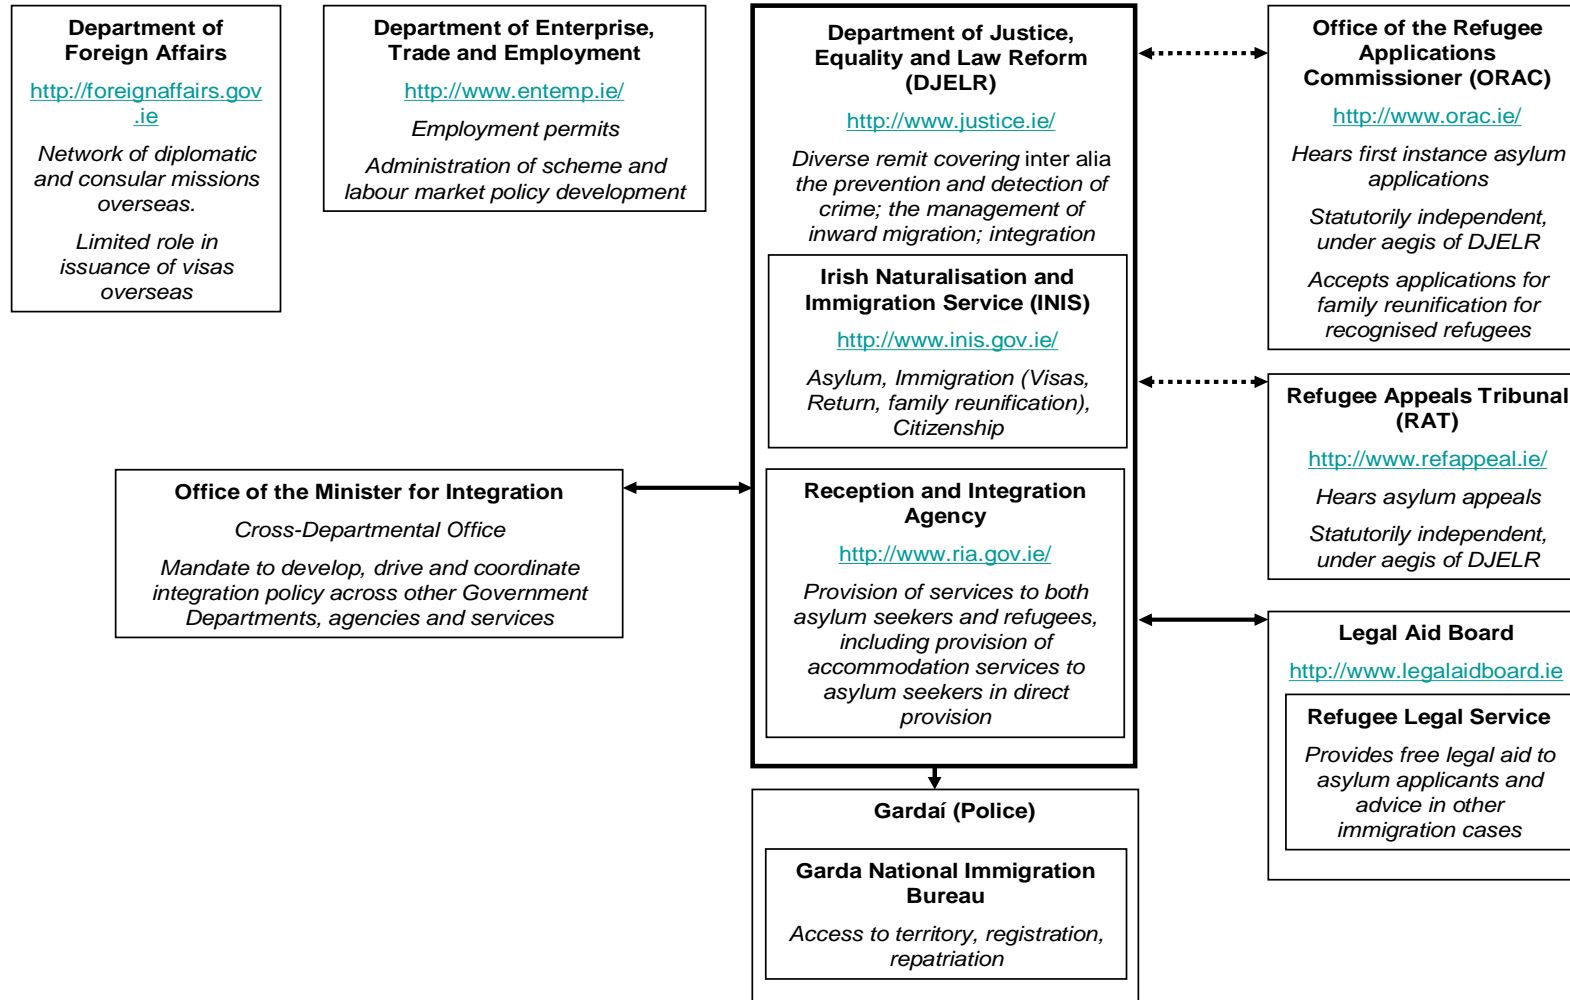 Department of
Foreign Affairs
http://foreignaffairs.gov
.ie
Network of diplomatic
and consular missions
overseas.
Limited role in
issuance of visas
overseas
Department of Enterprise,
Trade and Employment
http://www.entemp.ie/
Employment permits
Administration of scheme and
labour market policy development
Department of Justice,
Equality and Law Reform
(DJELR)
http://www.justice.ie/
Diverse remit covering inter alia
the prevention and detection of
crime; the management of
inward migration; integration
Irish Naturalisation and
Immigration Service (INIS)
http://www.inis.gov.ie/
Asylum, Immigration (Visas,
Return, family reunification),
Citizenship
Reception and Integration
Agency
http://www.ria.gov.ie/
Provision of services to both
asylum seekers and refugees,
including provision of
accommodation services to
asylum seekers in direct
provision
Office of the Refugee
Applications
Commissioner (ORAC)
http://www.orac.ie/
Hears first instance asylum
applications
Statutorily independent,
under aegis of DJELR
Accepts applications for
family reunification for
recognised refugees
Refugee Appeals Tribunal
(RAT)
http://www.refappeal.ie/
Hears asylum appeals
Statutorily independent,
under aegis of DJELR
Office of the Minister for Integration
Cross-Departmental Office
Mandate to develop, drive and coordinate
integration policy across other Government
Departments, agencies and services
Legal Aid Board
http://www.legalaidboard.ie
Refugee Legal Service
Provides free legal aid to
asylum applicants and
advice in other
immigration cases
Gardaí (Police)
Garda National Immigration
Bureau
Access to territory, registration,
repatriation